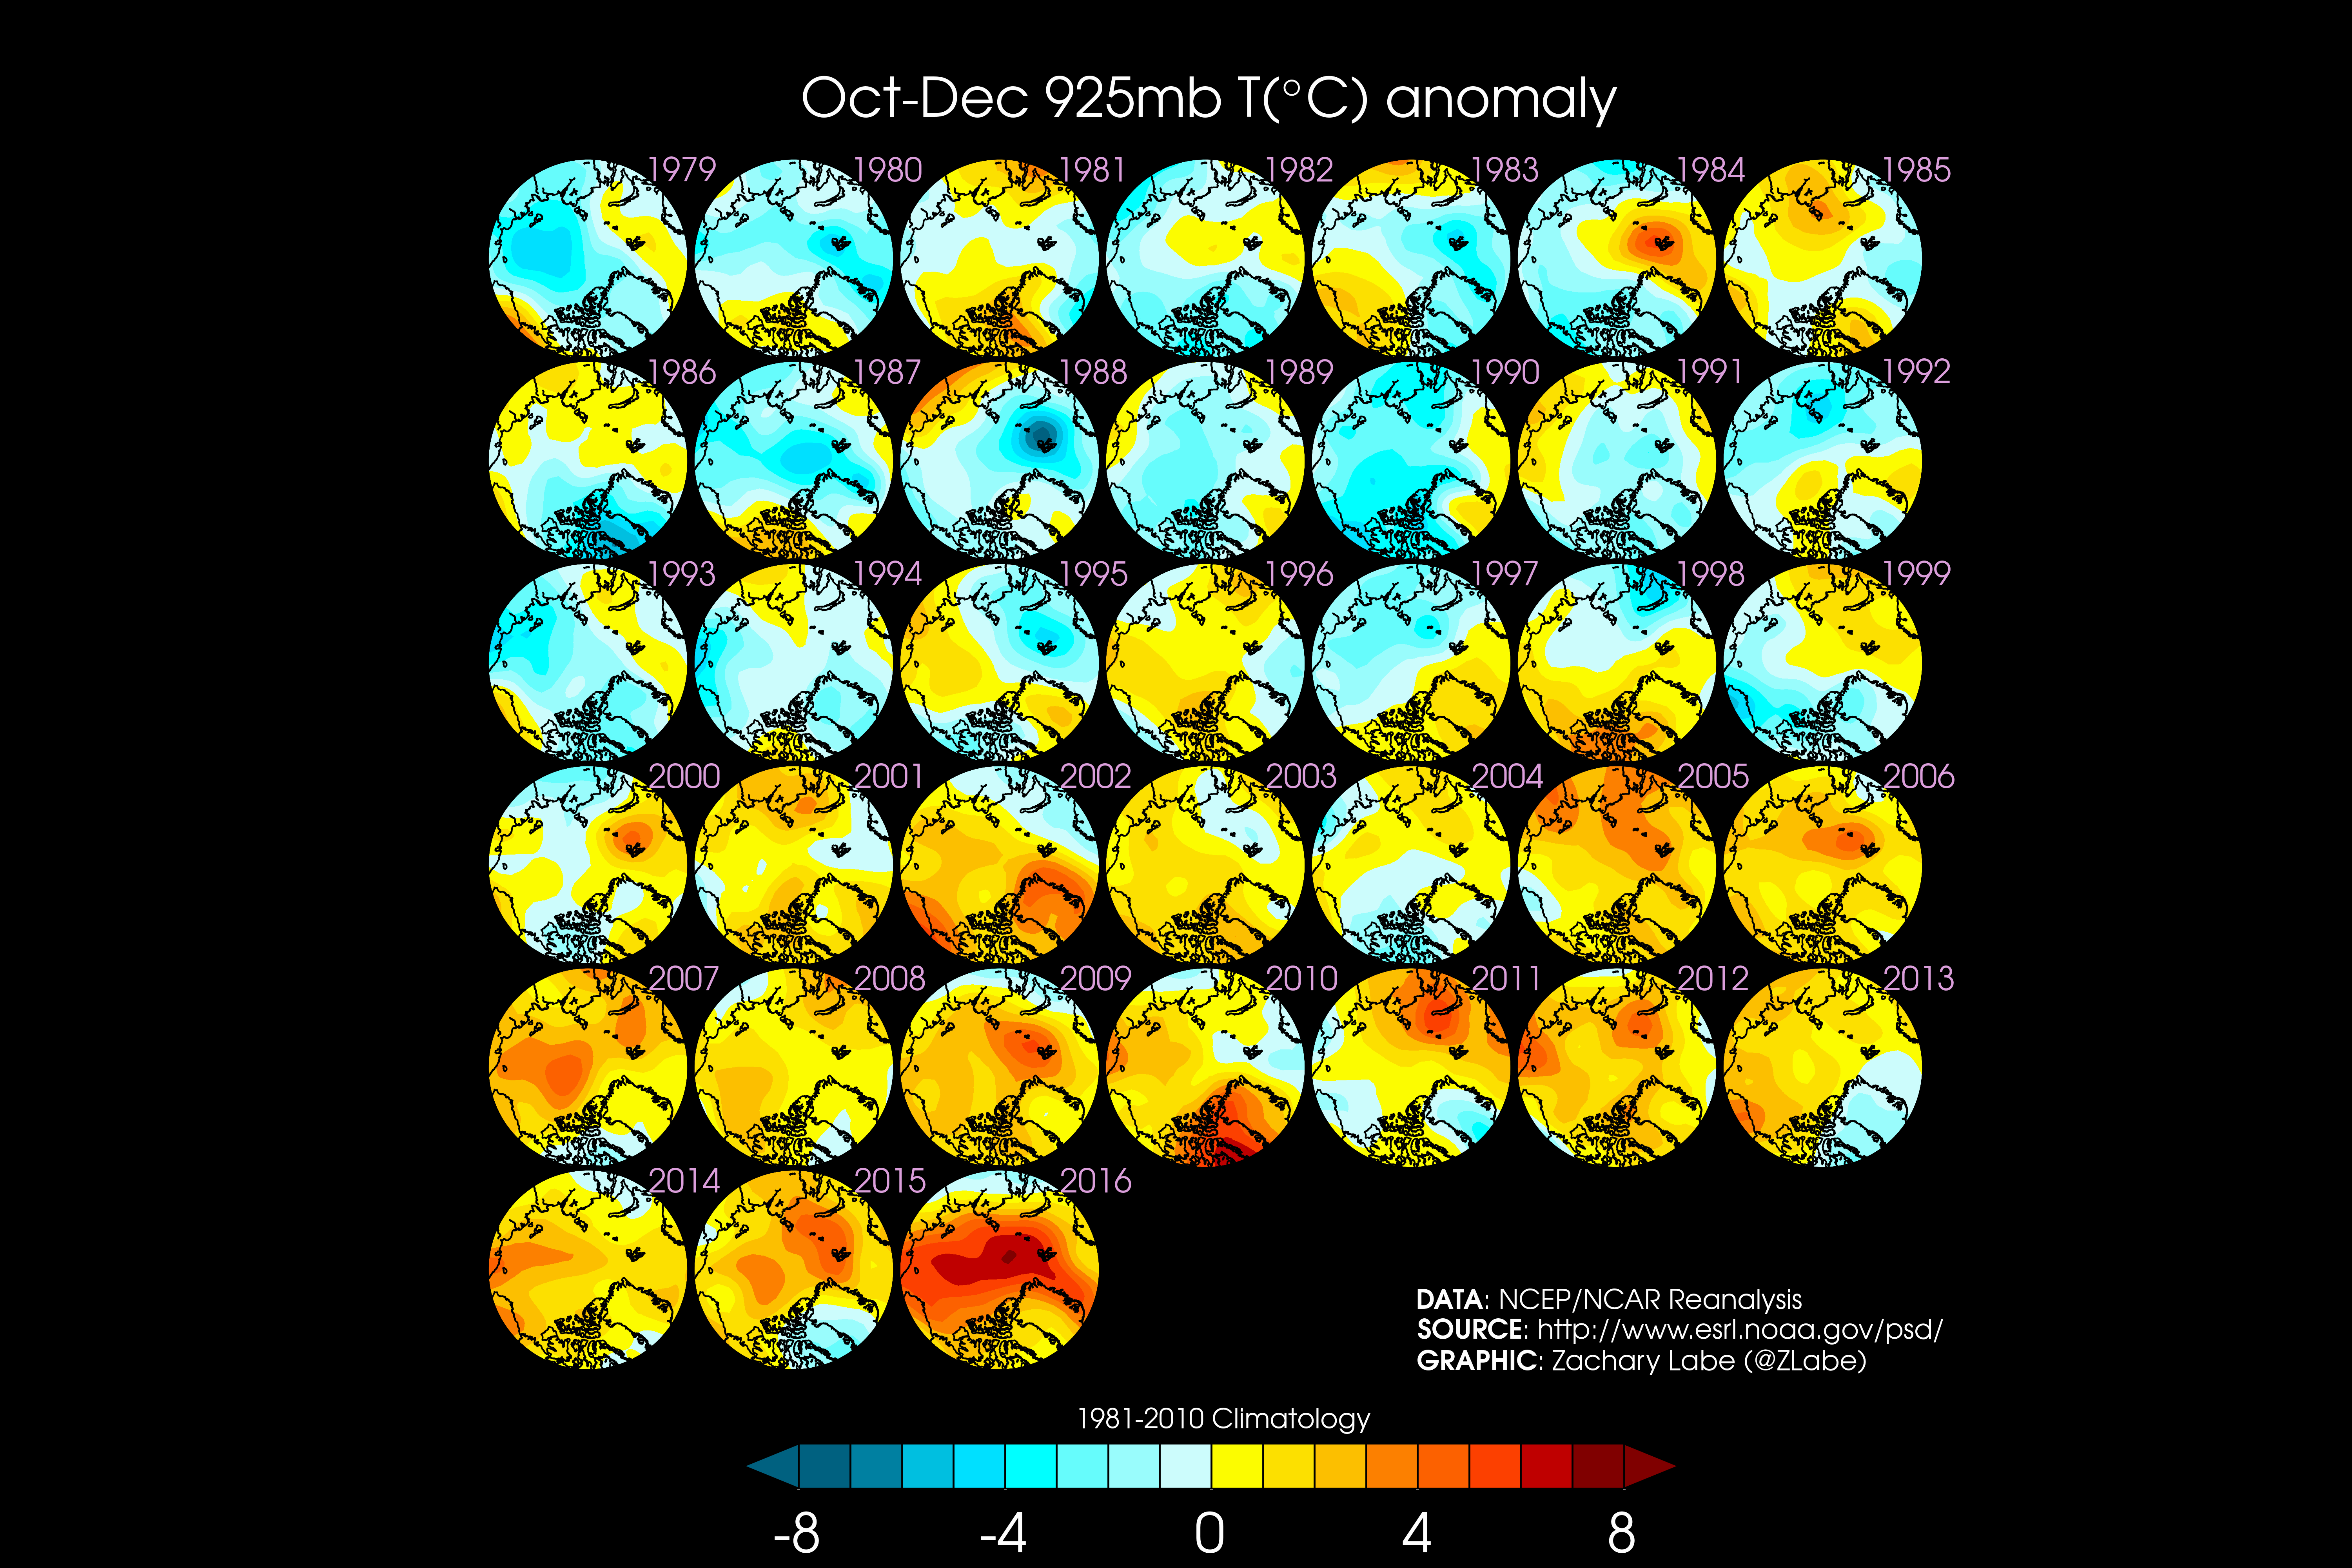 Oct-Dec 925mb T(°C) anomaly
1979 1980 1981 1982 1983 1984 1985
1986 1987 1988 1989 1990 1991 1992
1993 1994 1995 1996 1997 1998 1999
2000 2001 2002 2003 2004 2005 2006
2007 2008 2009 2010 2011 2012 2013
2014 2015 2016
DATA: NCEP/NCAR Reanalysis
SOURCE: http://www.esrl.noaa.gov/psd/
GRAPHIC: Zachary Labe (@ZLabe)
1981-2010 Climatology
-8 -4 0 4 8